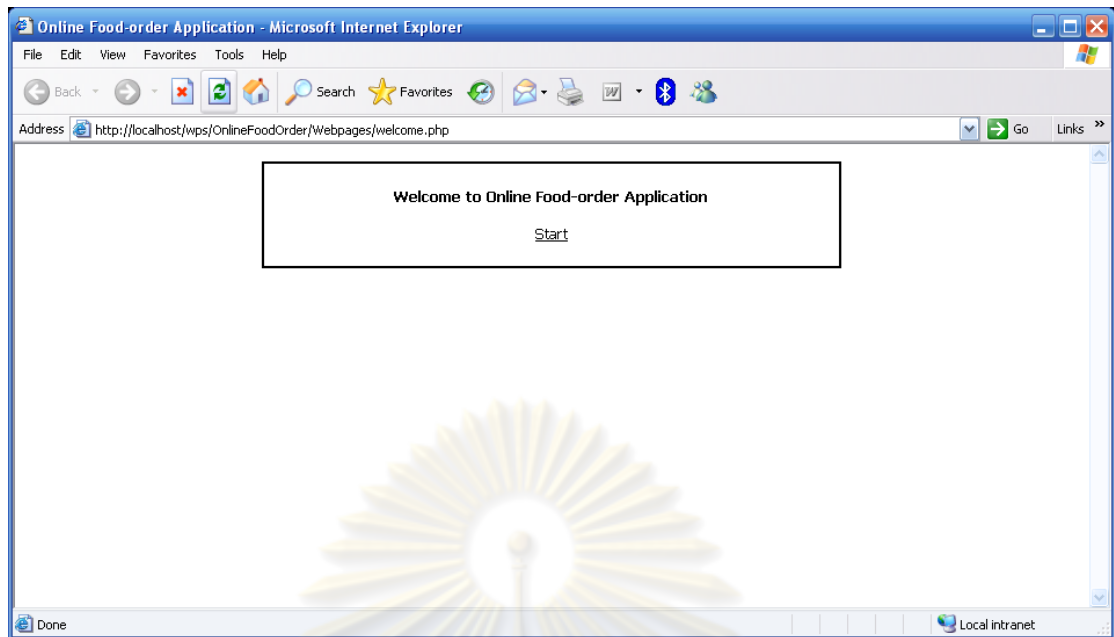 Online Food-order Application - Microsoft Internet Explorer
File Edit View Favorites Tools Help
Back Search Favorites
Address http://localhost/wps/OnlineFoodOrder/Webpages/welcome.php Go Links »
Welcome to Online Food-order Application
Start
Done Local intranet